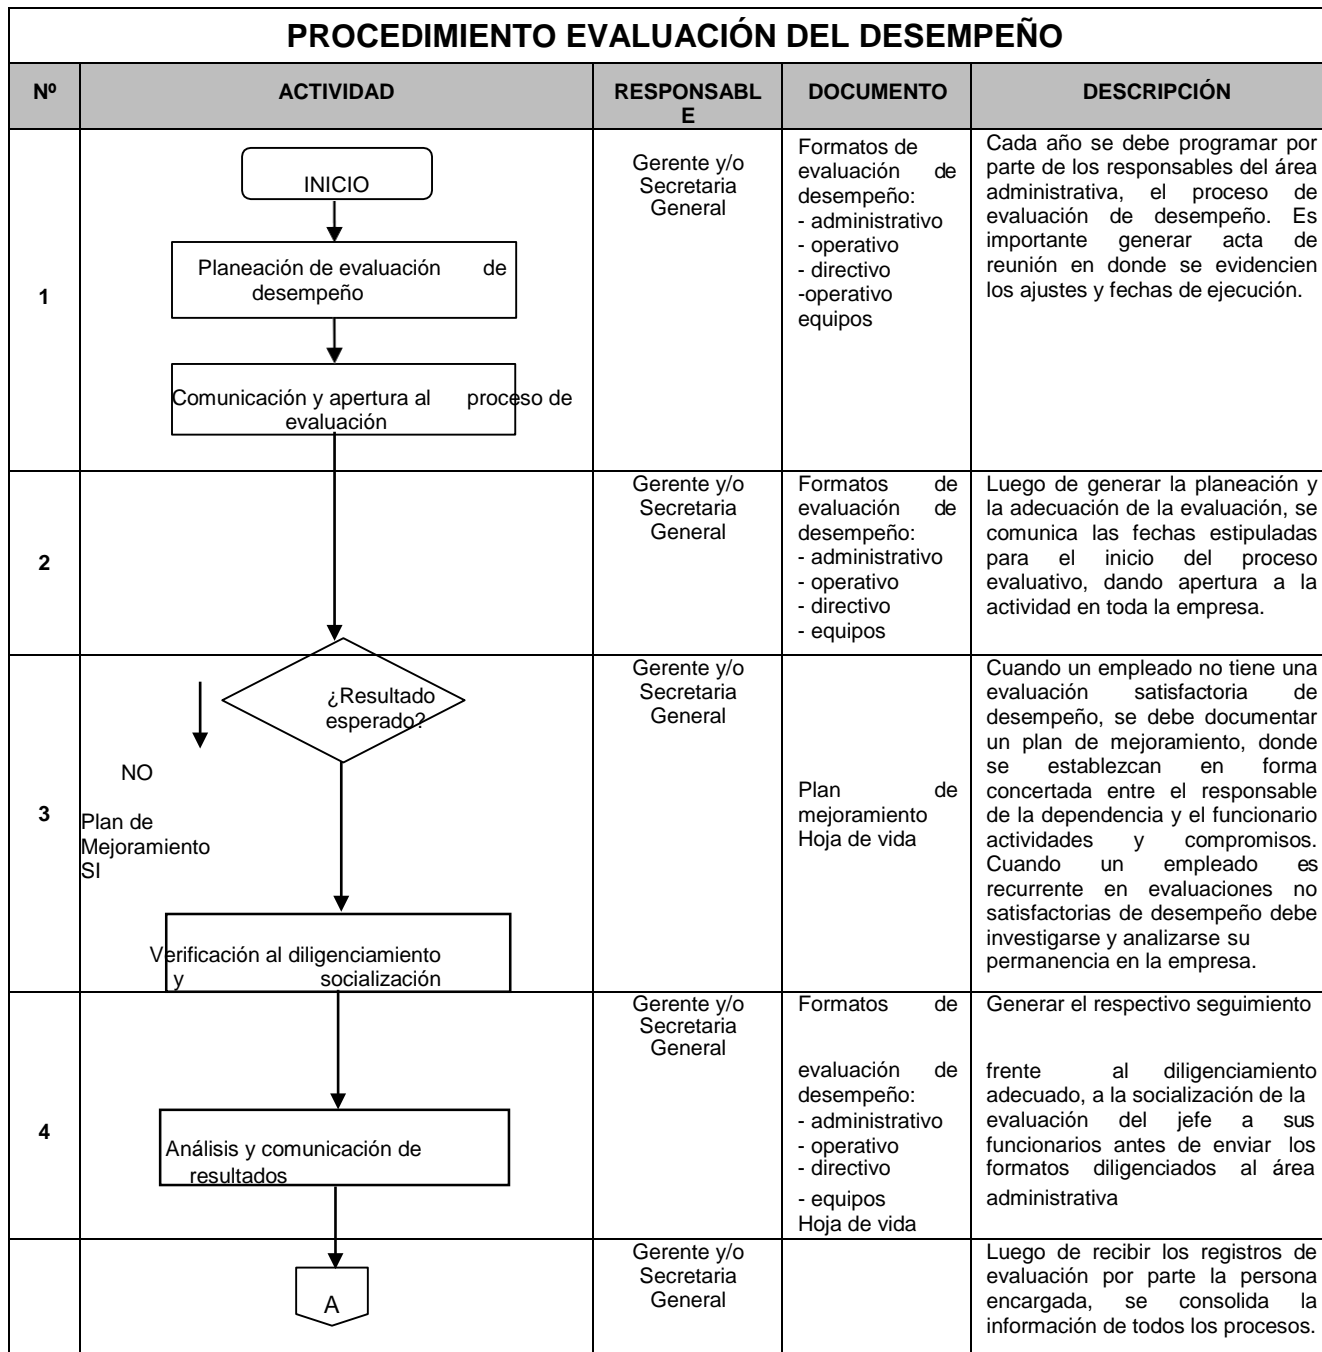 PROCEDIMIENTO EVALUACIÓN DEL DESEMPEÑO
Nº
ACTIVIDAD
RESPONSABL
E
DOCUMENTO
DESCRIPCIÓN
1
INICIO
Planeación de evaluación de
desempeño
Comunicación y apertura al proceso de
evaluación
Gerente y/o
Secretaria
General
Formatos de
evaluación de
desempeño:
- administrativo
- operativo
- directivo
-operativo
equipos
Cada año se debe programar por
parte de los responsables del área
administrativa, el proceso de
evaluación de desempeño. Es
importante generar acta de
reunión en donde se evidencien
los ajustes y fechas de ejecución.
2
Gerente y/o
Secretaria
General
Formatos de
evaluación de
desempeño:
- administrativo
- operativo
- directivo
- equipos
Luego de generar la planeación y
la adecuación de la evaluación, se
comunica las fechas estipuladas
para el inicio del proceso
evaluativo, dando apertura a la
actividad en toda la empresa.
3
¿Resultado
esperado?
NO
Plan de
Mejoramiento
SI
Verificación al diligenciamiento
y socialización
Gerente y/o
Secretaria
General
Plan de
mejoramiento
Hoja de vida
Cuando un empleado no tiene una
evaluación satisfactoria de
desempeño, se debe documentar
un plan de mejoramiento, donde
se establezcan en forma
concertada entre el responsable
de la dependencia y el funcionario
actividades y compromisos.
Cuando un empleado es
recurrente en evaluaciones no
satisfactorias de desempeño debe
investigarse y analizarse su
permanencia en la empresa.
4
Análisis y comunicación de
resultados
Gerente y/o
Secretaria
General
Formatos de
evaluación de
desempeño:
- administrativo
- operativo
- directivo
- equipos
Hoja de vida
Generar el respectivo seguimiento
frente al diligenciamiento
adecuado, a la socialización de la
evaluación del jefe a sus
funcionarios antes de enviar los
formatos diligenciados al área
administrativa
A
Gerente y/o
Secretaria
General
Luego de recibir los registros de
evaluación por parte la persona
encargada, se consolida la
información de todos los procesos.